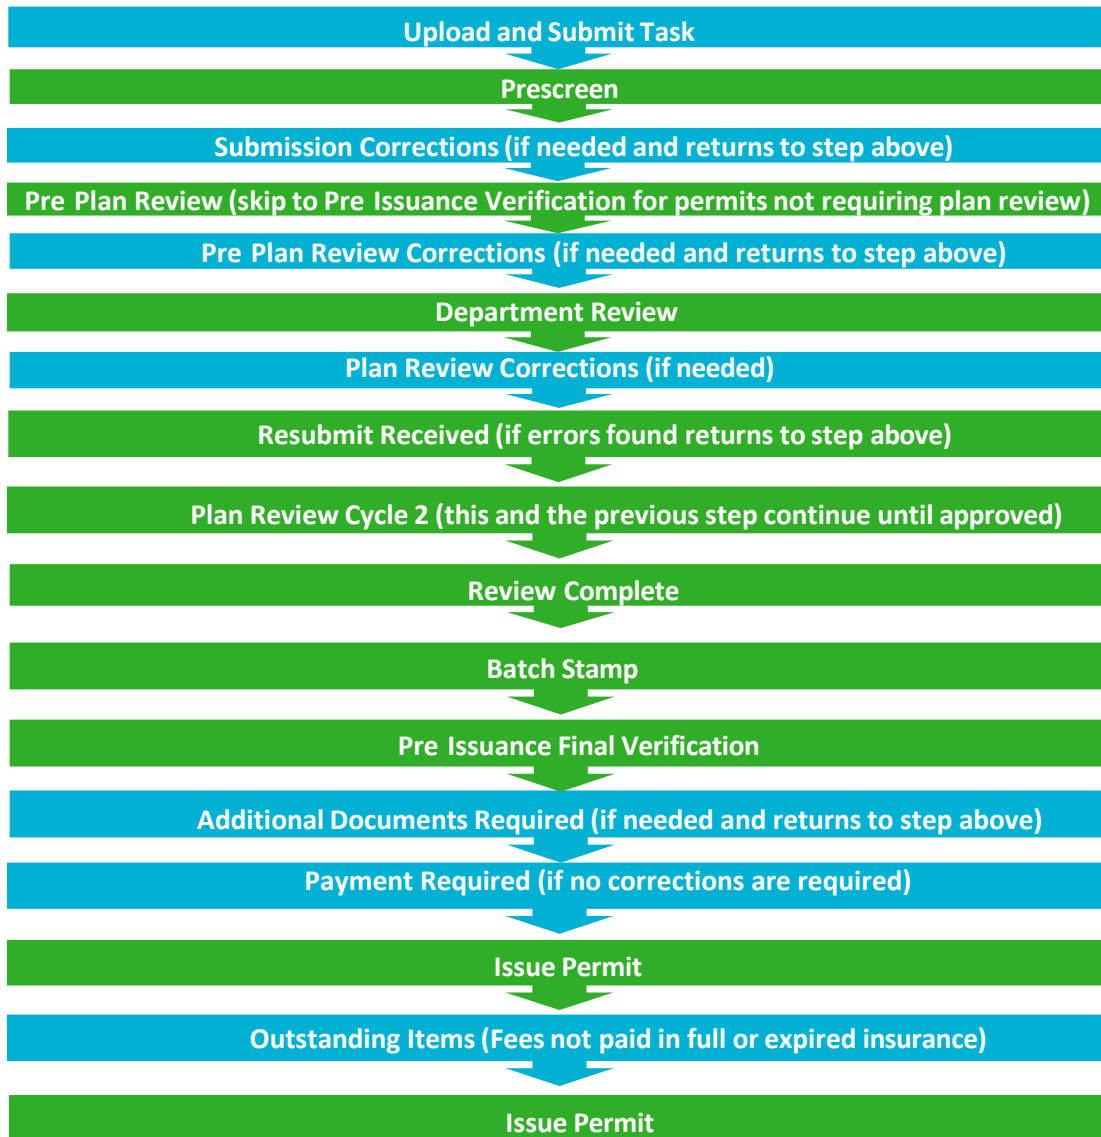 Upload and Submit Task
Prescreen
Submission Corrections (if needed and returns to step above)
Pre Plan Review (skip to Pre Issuance Verification for permits not requiring plan review)
Pre Plan Review Corrections (if needed and returns to step above)
Department Review
Plan Review Corrections (if needed)
Resubmit Received (if errors found returns to step above)
Plan Review Cycle 2 (this and the previous step continue until approved)
Review Complete
Batch Stamp
Pre Issuance Final Verification
Additional Documents Required (if needed and returns to step above)
Payment Required (if no corrections are required)
Issue Permit
Outstanding Items (Fees not paid in full or expired insurance)
Issue Permit